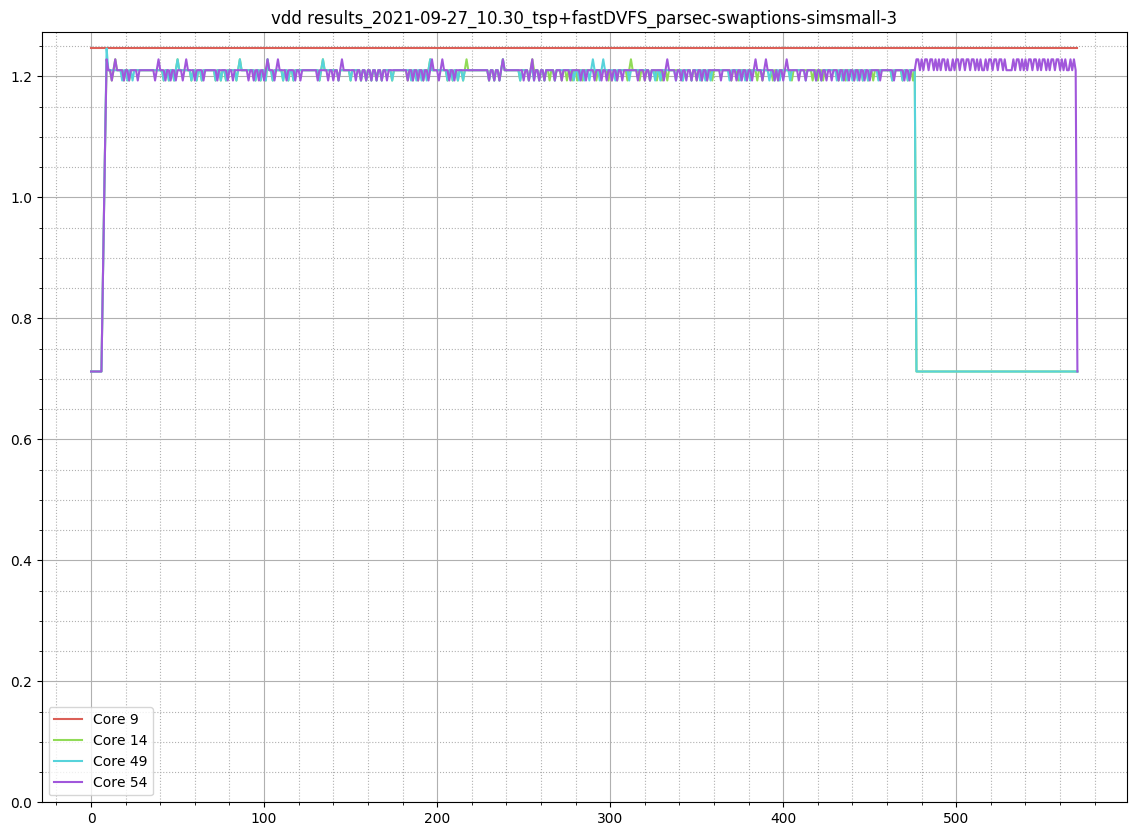 vdd results_2021-09-27_10.30_tsp+fastDVFS_parsec-swaptions-simsmall-3
1.2
1.0
0.8
0.6
0.4
0.2
0.0
Core 9
Core 14
Core 49
Core 54
0 100 200 300 400 500